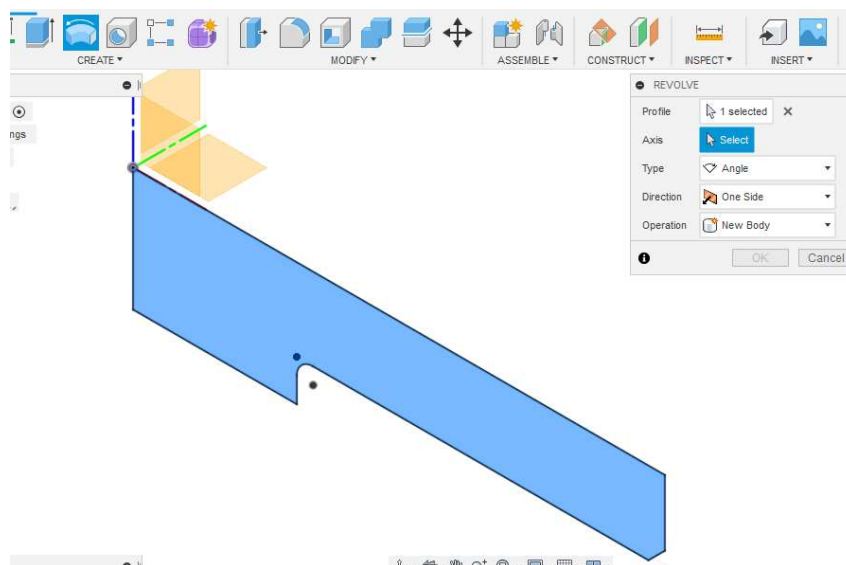 CREATE ▾ MODIFY ▾ ASSEMBLE ▾ CONSTRUCT ▾ INSPECT ▾ INSERT ▾
REVOLVE
ngs
Profile 1 selected
Axis Select
Type Angle
Direction One Side
Operation New Body
OK Cancel